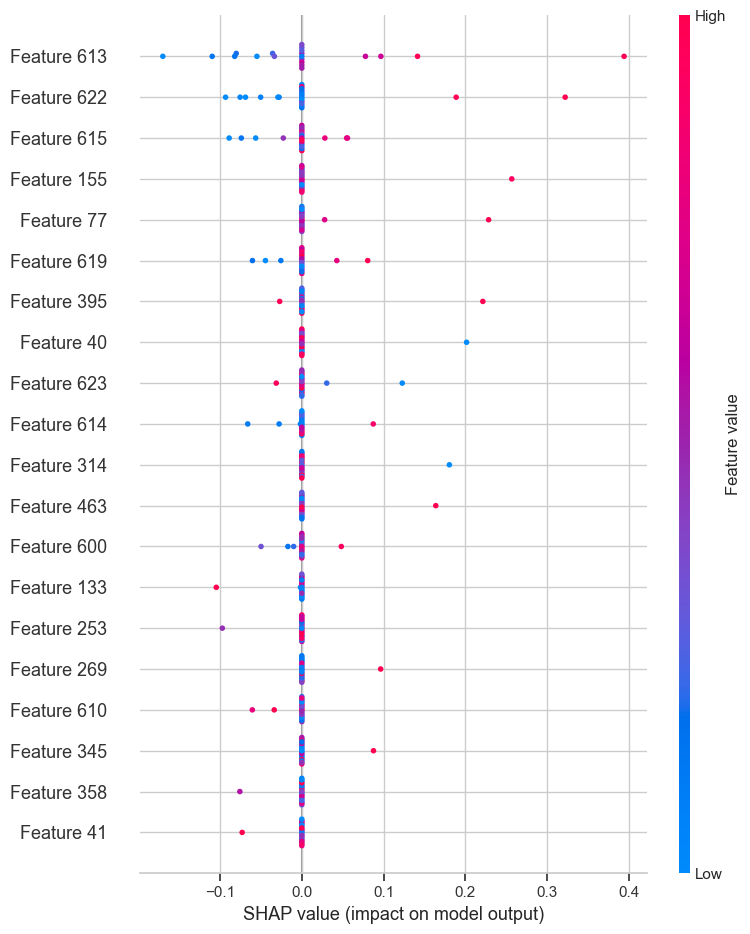 High
Feature 613
Feature 622
Feature 615
Feature 155
Feature 77
Feature 619
Feature 395
Feature 40
Feature 623
Feature 614
Feature 314
Feature 463
Feature 600
Feature 133
Feature 253
Feature 269
Feature 610
Feature 345
Feature 358
Feature 41
Feature value
Low
−0.1 0.0 0.1 0.2 0.3 0.4
SHAP value (impact on model output)